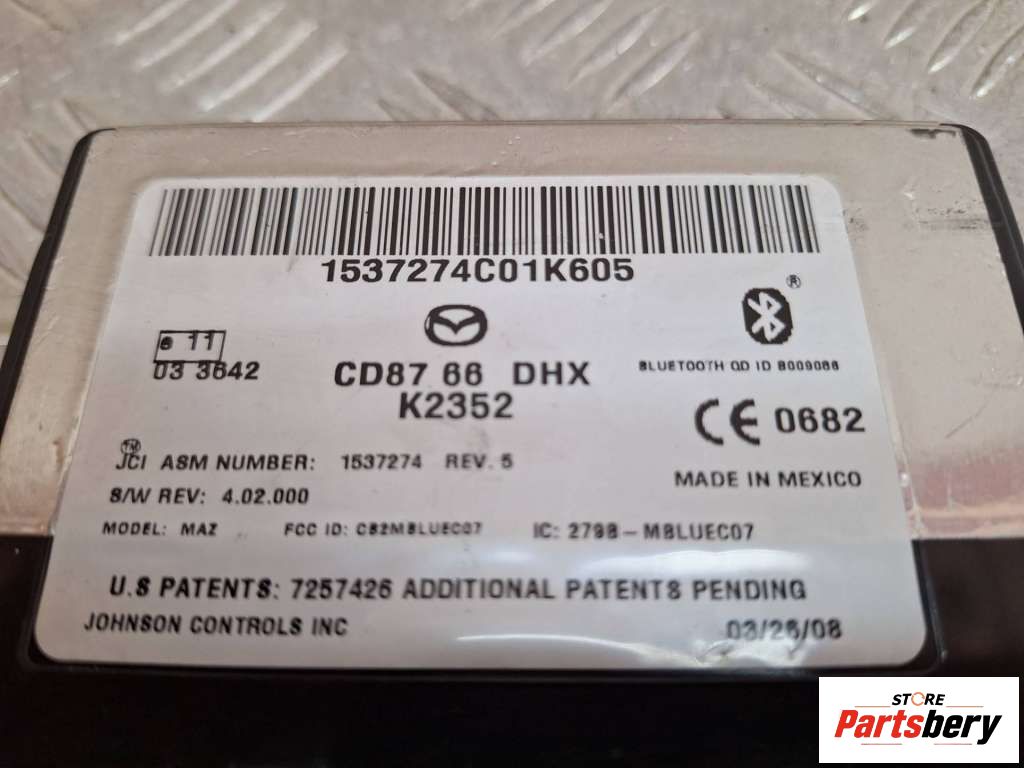 1537274C01K605
11
03 3642
CD87 66 DHX
K2352
®
BLUETOOTH QD ID B009086
CE 0682
TM
JCI ASM NUMBER: 1537274 REV. 5
MADE IN MEXICO
S/W REV: 4.02.000
MODEL: MAZ FCC ID: CB2MBLUEC07 IC: 279B-MBLUEC07
U.S PATENTS: 7257426 ADDITIONAL PATENTS PENDING
JOHNSON CONTROLS INC 03/26/08
STORE
Partsbery